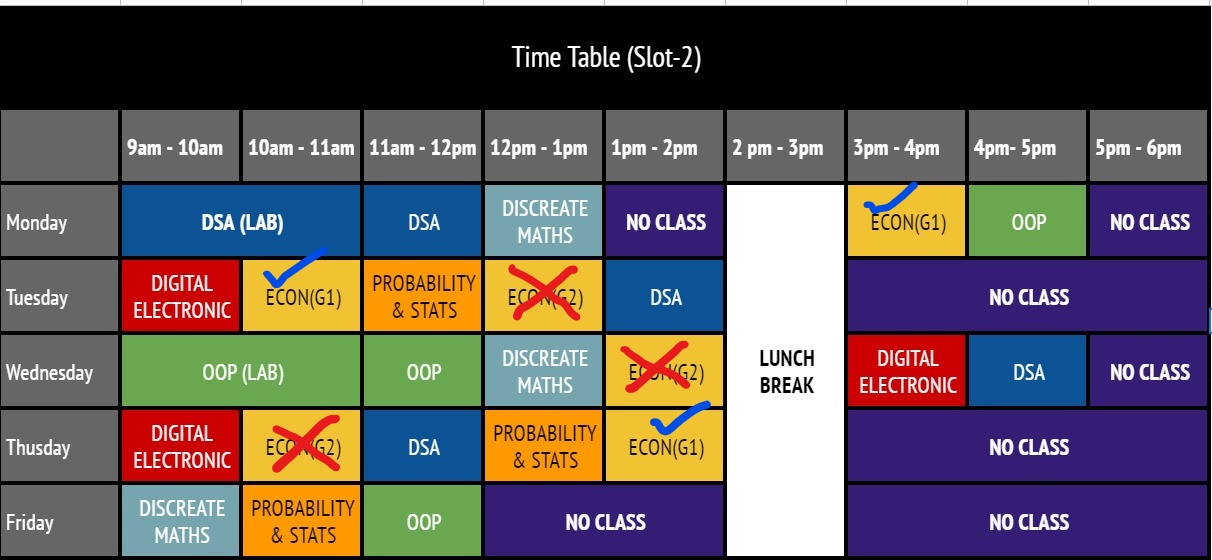 Time Table (Slot-2)
9am - 10am 10am - 11am 11am - 12pm 12pm - 1pm 1pm - 2pm 2 pm - 3pm 3pm - 4pm 4pm- 5pm 5pm - 6pm
Monday
DSA (LAB)
DSA
DISCREATE
MATHS
NO CLASS
ECON(G1)
OOP
NO CLASS
Tuesday
DIGITAL
ELECTRONIC
ECON(G1)
PROBABILITY
& STATS
ECON(G2)
DSA
NO CLASS
Wednesday
OOP (LAB)
OOP
DISCREATE
MATHS
ECON(G2)
LUNCH
BREAK
DIGITAL
ELECTRONIC
DSA
NO CLASS
Thusday
DIGITAL
ELECTRONIC
ECON(G2)
DSA
PROBABILITY
& STATS
ECON(G1)
NO CLASS
Friday
DISCREATE
MATHS
PROBABILITY
& STATS
OOP
NO CLASS
NO CLASS